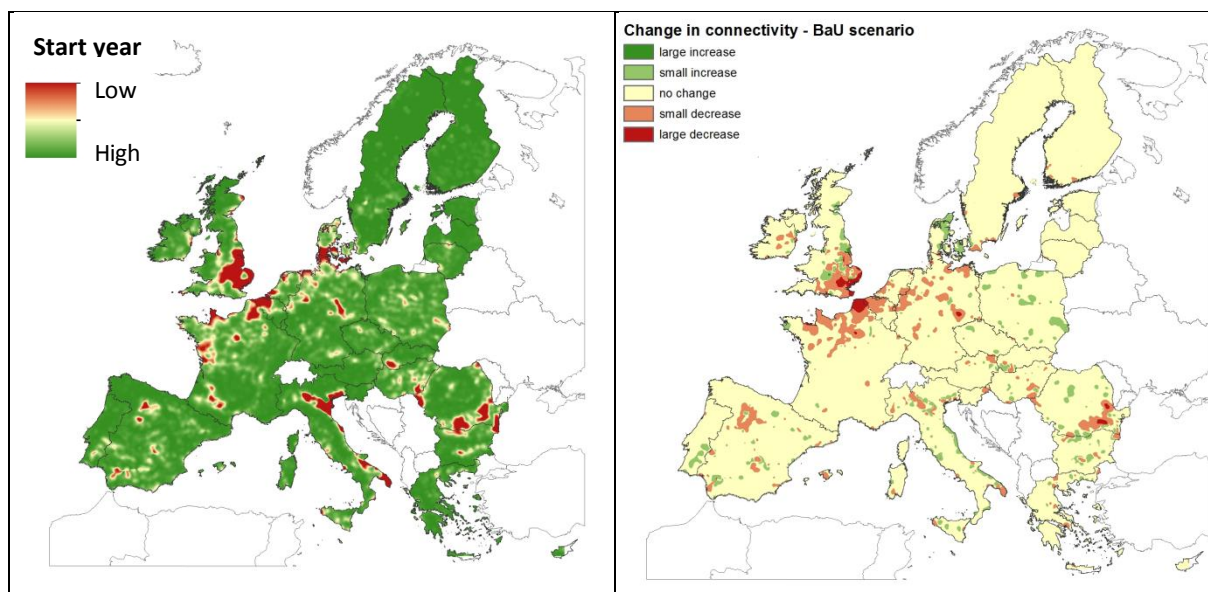 Start year
Low
High
Change in connectivity - BaU scenario
large increase
small increase
no change
small decrease
large decrease